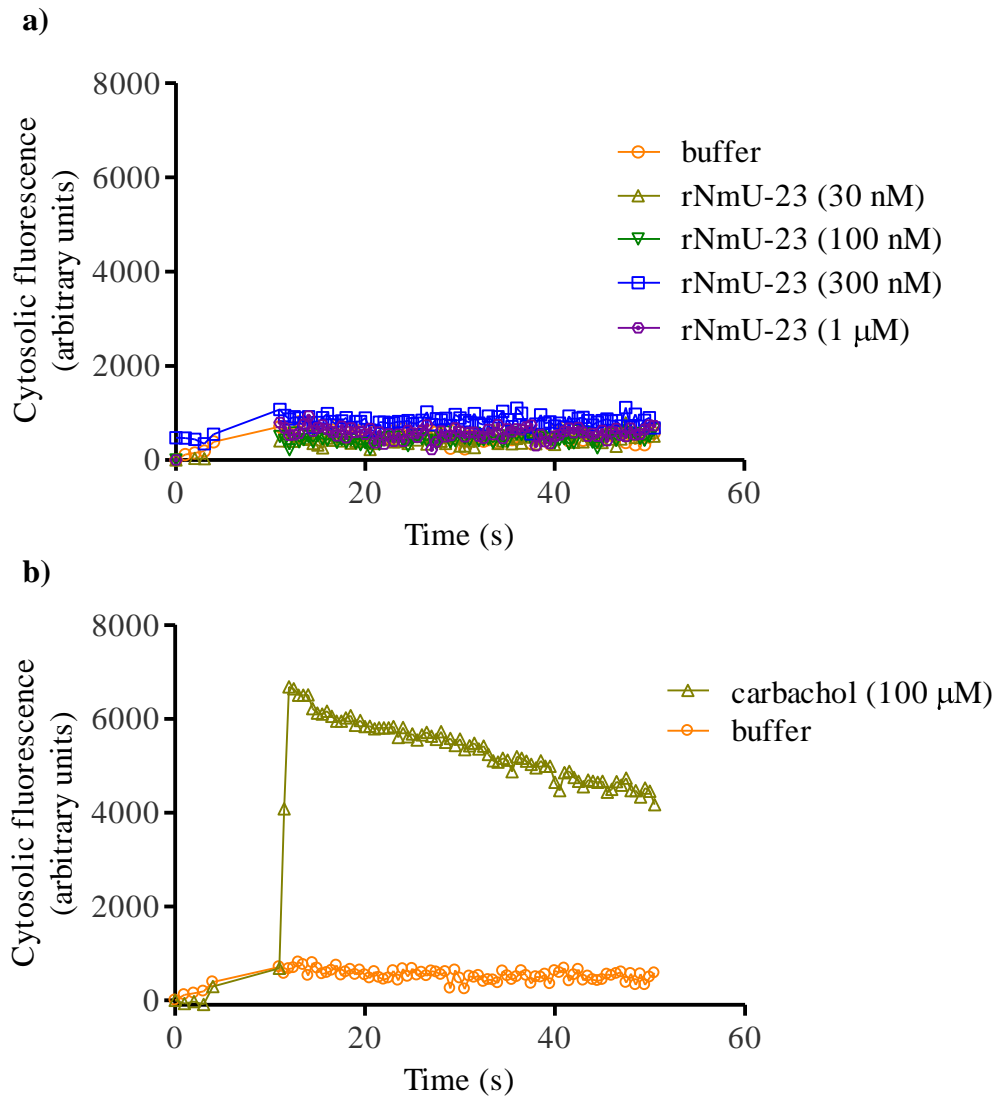 a)
8000
6000
4000
2000
0
Cytosolic fluorescence
(arbitrary units)
buffer
rNmU-23 (30 nM)
rNmU-23 (100 nM)
rNmU-23 (300 nM)
rNmU-23 (1 μM)
0
20
40
60
Time (s)
b)
8000
6000
4000
2000
0
Cytosolic fluorescence
(arbitrary units)
carbachol (100 μM)
buffer
0
20
40
60
Time (s)